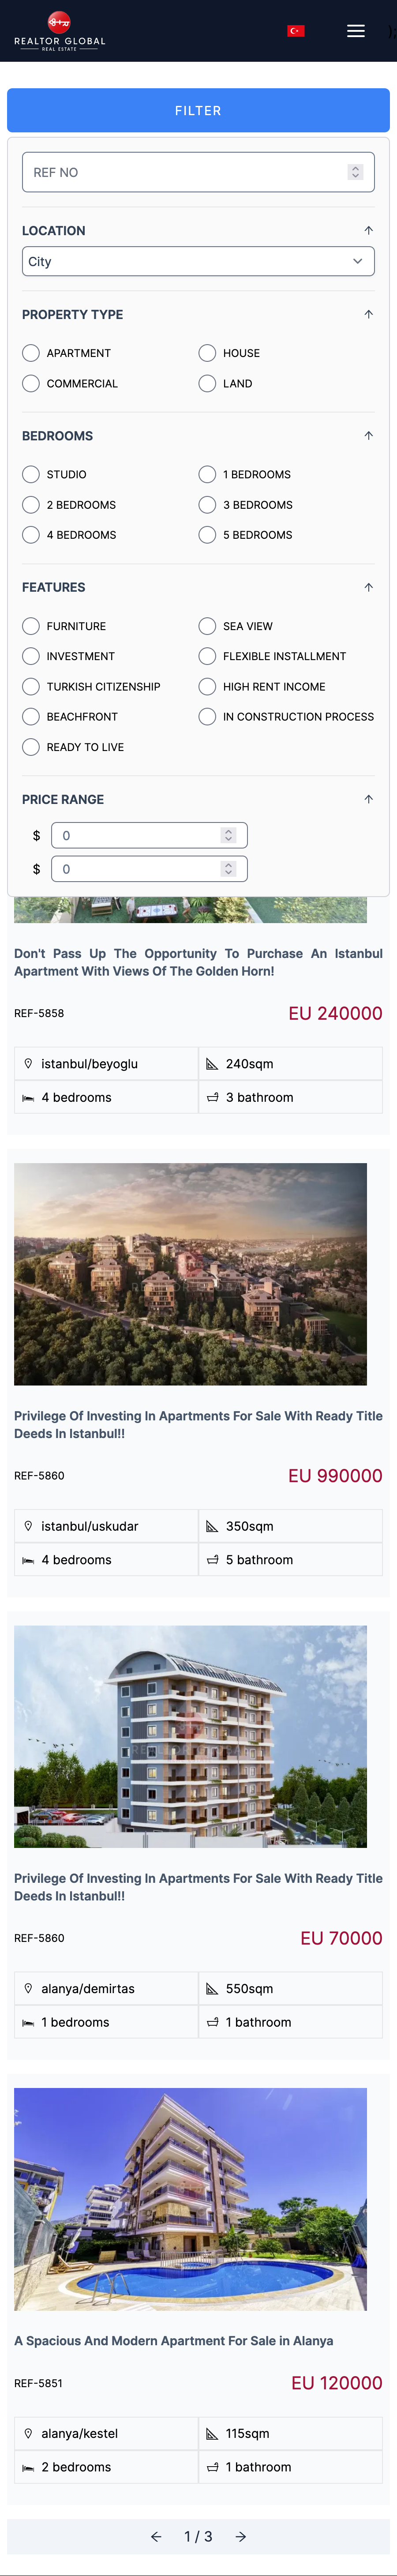 REALTOR GLOBAL
REAL ESTATE
FILTER
REF NO
LOCATION
City
PROPERTY TYPE
APARTMENT
HOUSE
COMMERCIAL
LAND
BEDROOMS
STUDIO
1 BEDROOMS
2 BEDROOMS
3 BEDROOMS
4 BEDROOMS
5 BEDROOMS
FEATURES
FURNITURE
SEA VIEW
INVESTMENT
FLEXIBLE INSTALLMENT
TURKISH CITIZENSHIP
HIGH RENT INCOME
BEACHFRONT
IN CONSTRUCTION PROCESS
READY TO LIVE
PRICE RANGE
$ 0
$ 0
Don't Pass Up The Opportunity To Purchase An Istanbul
Apartment With Views Of The Golden Horn!
REF-5858
EU 240000
istanbul/beyoglu
240sqm
4 bedrooms
3 bathroom
Privilege Of Investing In Apartments For Sale With Ready Title
Deeds In Istanbul!!
REF-5860
EU 990000
istanbul/uskudar
350sqm
4 bedrooms
5 bathroom
Privilege Of Investing In Apartments For Sale With Ready Title
Deeds In Istanbul!!
REF-5860
EU 70000
alanya/demirtas
550sqm
1 bedrooms
1 bathroom
A Spacious And Modern Apartment For Sale in Alanya
REF-5851
EU 120000
alanya/kestel
115sqm
2 bedrooms
1 bathroom
1 / 3